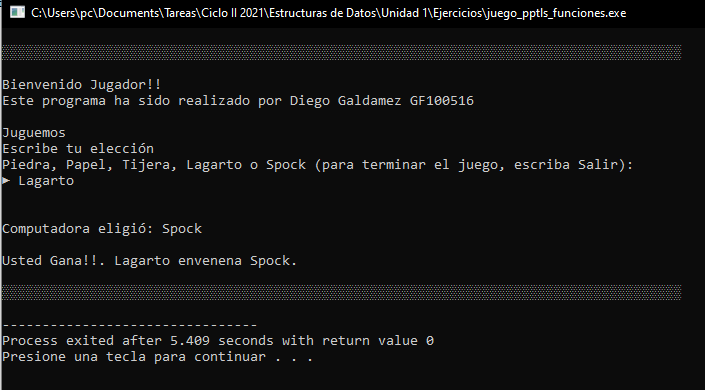 C:\Users\pc\Documents\Tareas\Ciclo II 2021\Estructuras de Datos\Unidad 1\Ejercicios\juego_pptls_funciones.exe
Bienvenido Jugador!!
Este programa ha sido realizado por Diego Galdamez GF100516
Juguemos
Escribe tu elección
Piedra, Papel, Tijera, Lagarto o Spock (para terminar el juego, escriba Salir):
► Lagarto
Computadora eligió: Spock
Usted Gana!!. Lagarto envenena Spock.
--------------------------------
Process exited after 5.409 seconds with return value 0
Presione una tecla para continuar . . .